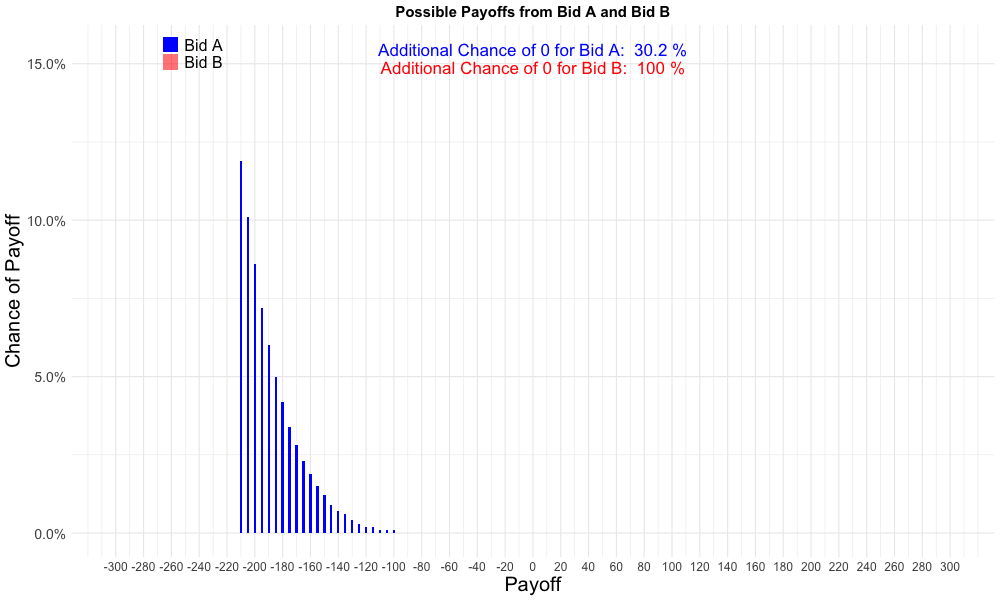 Possible Payoffs from Bid A and Bid B
Bid A
Bid B
Additional Chance of 0 for Bid A:  30.2 %
Additional Chance of 0 for Bid B:  100 %
Chance of Payoff
15.0%
10.0%
5.0%
0.0%
-300 -280 -260 -240 -220 -200 -180 -160 -140 -120 -100 -80 -60 -40 -20 0 20 40 60 80 100 120 140 160 180 200 220 240 260 280 300
Payoff